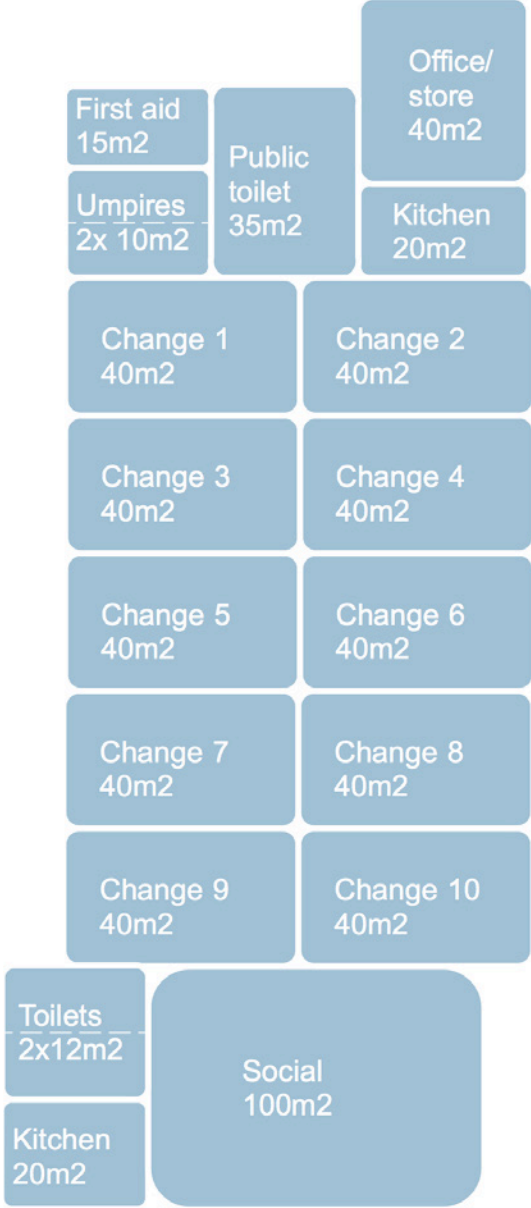 Office/
store
40m2
First aid
15m2
Public
toilet
35m2
Umpires
2x 10m2
Kitchen
20m2
Change 1
40m2
Change 2
40m2
Change 3
40m2
Change 4
40m2
Change 5
40m2
Change 6
40m2
Change 7
40m2
Change 8
40m2
Change 9
40m2
Change 10
40m2
Toilets
2x12m2
Social
100m2
Kitchen
20m2